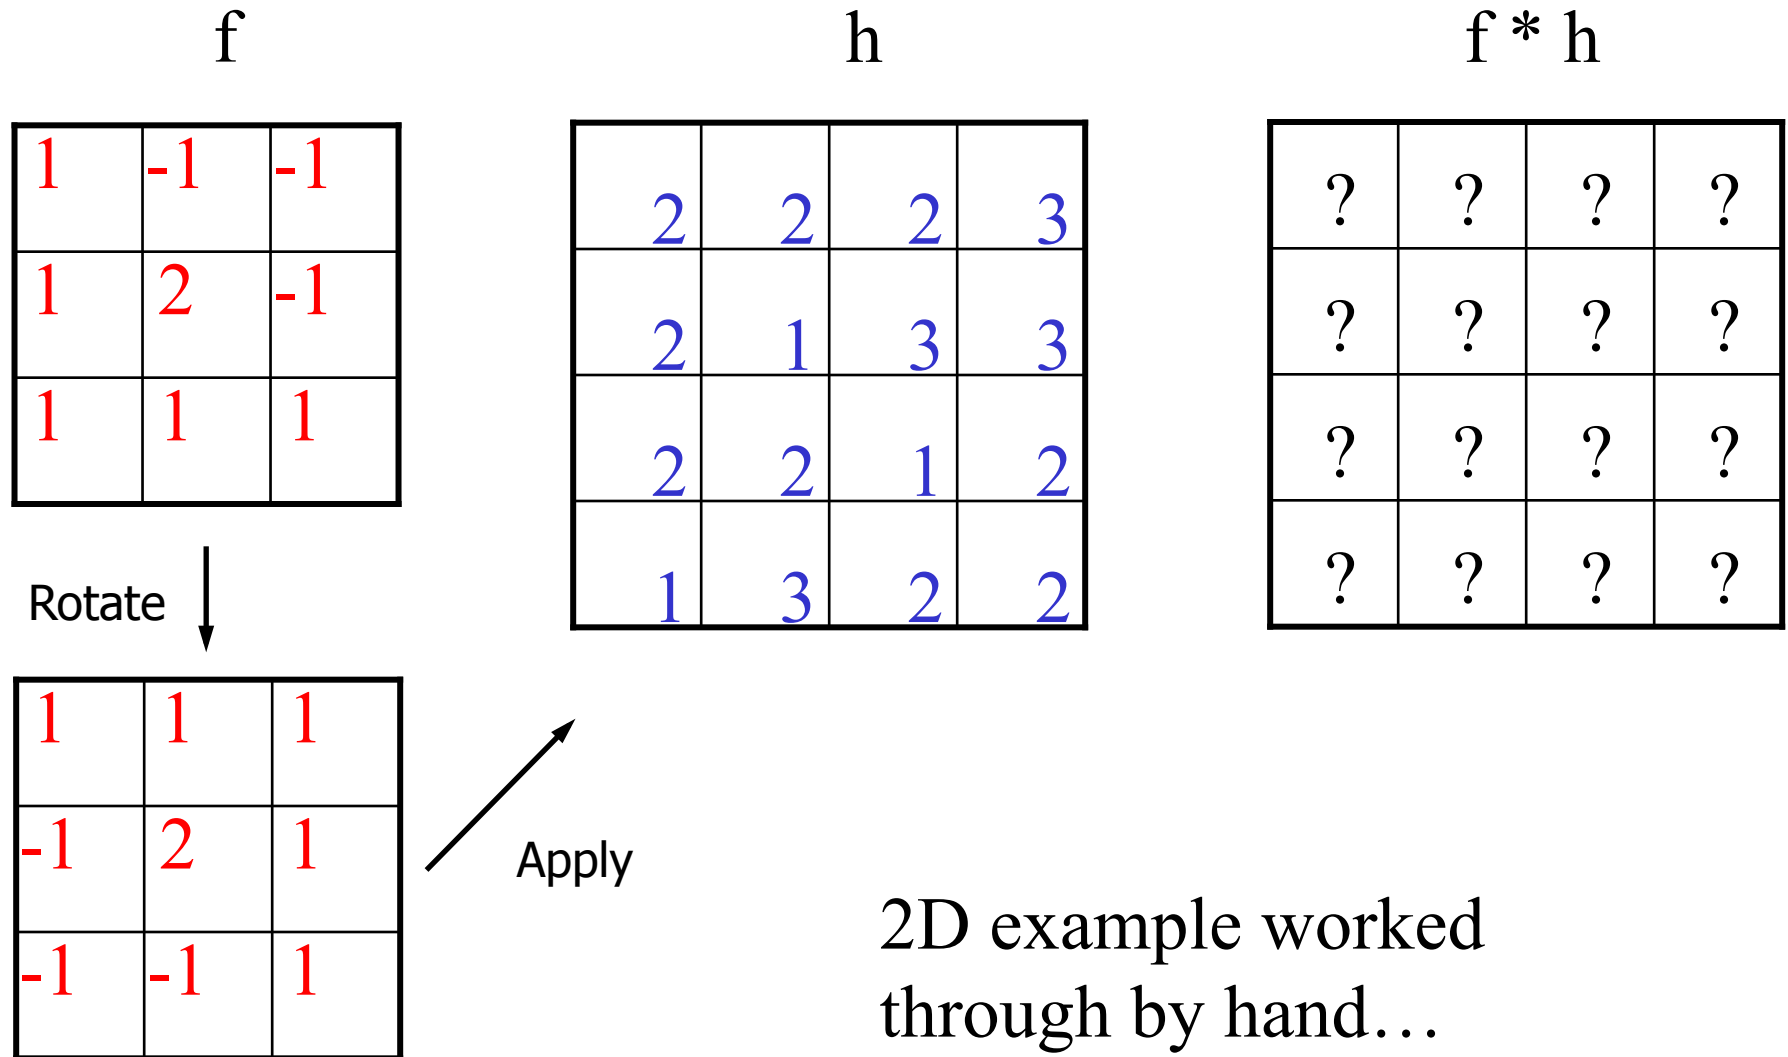 f h f * h
1 -1 -1
1 2 -1
1 1 1
2 2 2 3
2 1 3 3
2 2 1 2
1 3 2 2
? ? ? ?
? ? ? ?
? ? ? ?
? ? ? ?
Rotate
1 1 1
-1 2 1
-1 -1 1
Apply
2D example worked
through by hand…